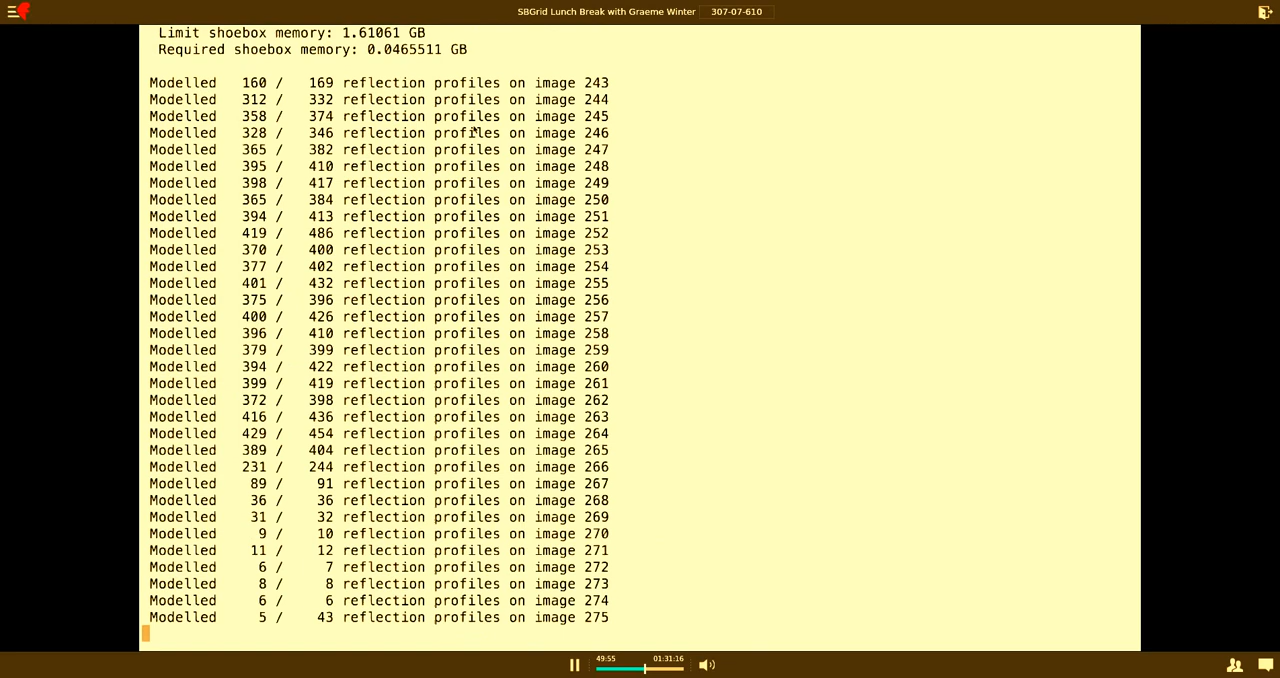 SBGrid Lunch Break with Graeme Winter 307-07-610
Limit shoebox memory: 1.61061 GB
Required shoebox memory: 0.0465511 GB
Modelled 160 / 169 reflection profiles on image 243
Modelled 312 / 332 reflection profiles on image 244
Modelled 358 / 374 reflection profiles on image 245
Modelled 328 / 346 reflection profiles on image 246
Modelled 365 / 382 reflection profiles on image 247
Modelled 395 / 410 reflection profiles on image 248
Modelled 398 / 417 reflection profiles on image 249
Modelled 365 / 384 reflection profiles on image 250
Modelled 394 / 413 reflection profiles on image 251
Modelled 419 / 486 reflection profiles on image 252
Modelled 370 / 400 reflection profiles on image 253
Modelled 377 / 402 reflection profiles on image 254
Modelled 401 / 432 reflection profiles on image 255
Modelled 375 / 396 reflection profiles on image 256
Modelled 400 / 426 reflection profiles on image 257
Modelled 396 / 410 reflection profiles on image 258
Modelled 379 / 399 reflection profiles on image 259
Modelled 394 / 422 reflection profiles on image 260
Modelled 399 / 419 reflection profiles on image 261
Modelled 372 / 398 reflection profiles on image 262
Modelled 416 / 436 reflection profiles on image 263
Modelled 429 / 454 reflection profiles on image 264
Modelled 389 / 404 reflection profiles on image 265
Modelled 231 / 244 reflection profiles on image 266
Modelled 89 / 91 reflection profiles on image 267
Modelled 36 / 36 reflection profiles on image 268
Modelled 31 / 32 reflection profiles on image 269
Modelled 9 / 10 reflection profiles on image 270
Modelled 11 / 12 reflection profiles on image 271
Modelled 6 / 7 reflection profiles on image 272
Modelled 8 / 8 reflection profiles on image 273
Modelled 6 / 6 reflection profiles on image 274
Modelled 5 / 43 reflection profiles on image 275
49:55 01:31:16